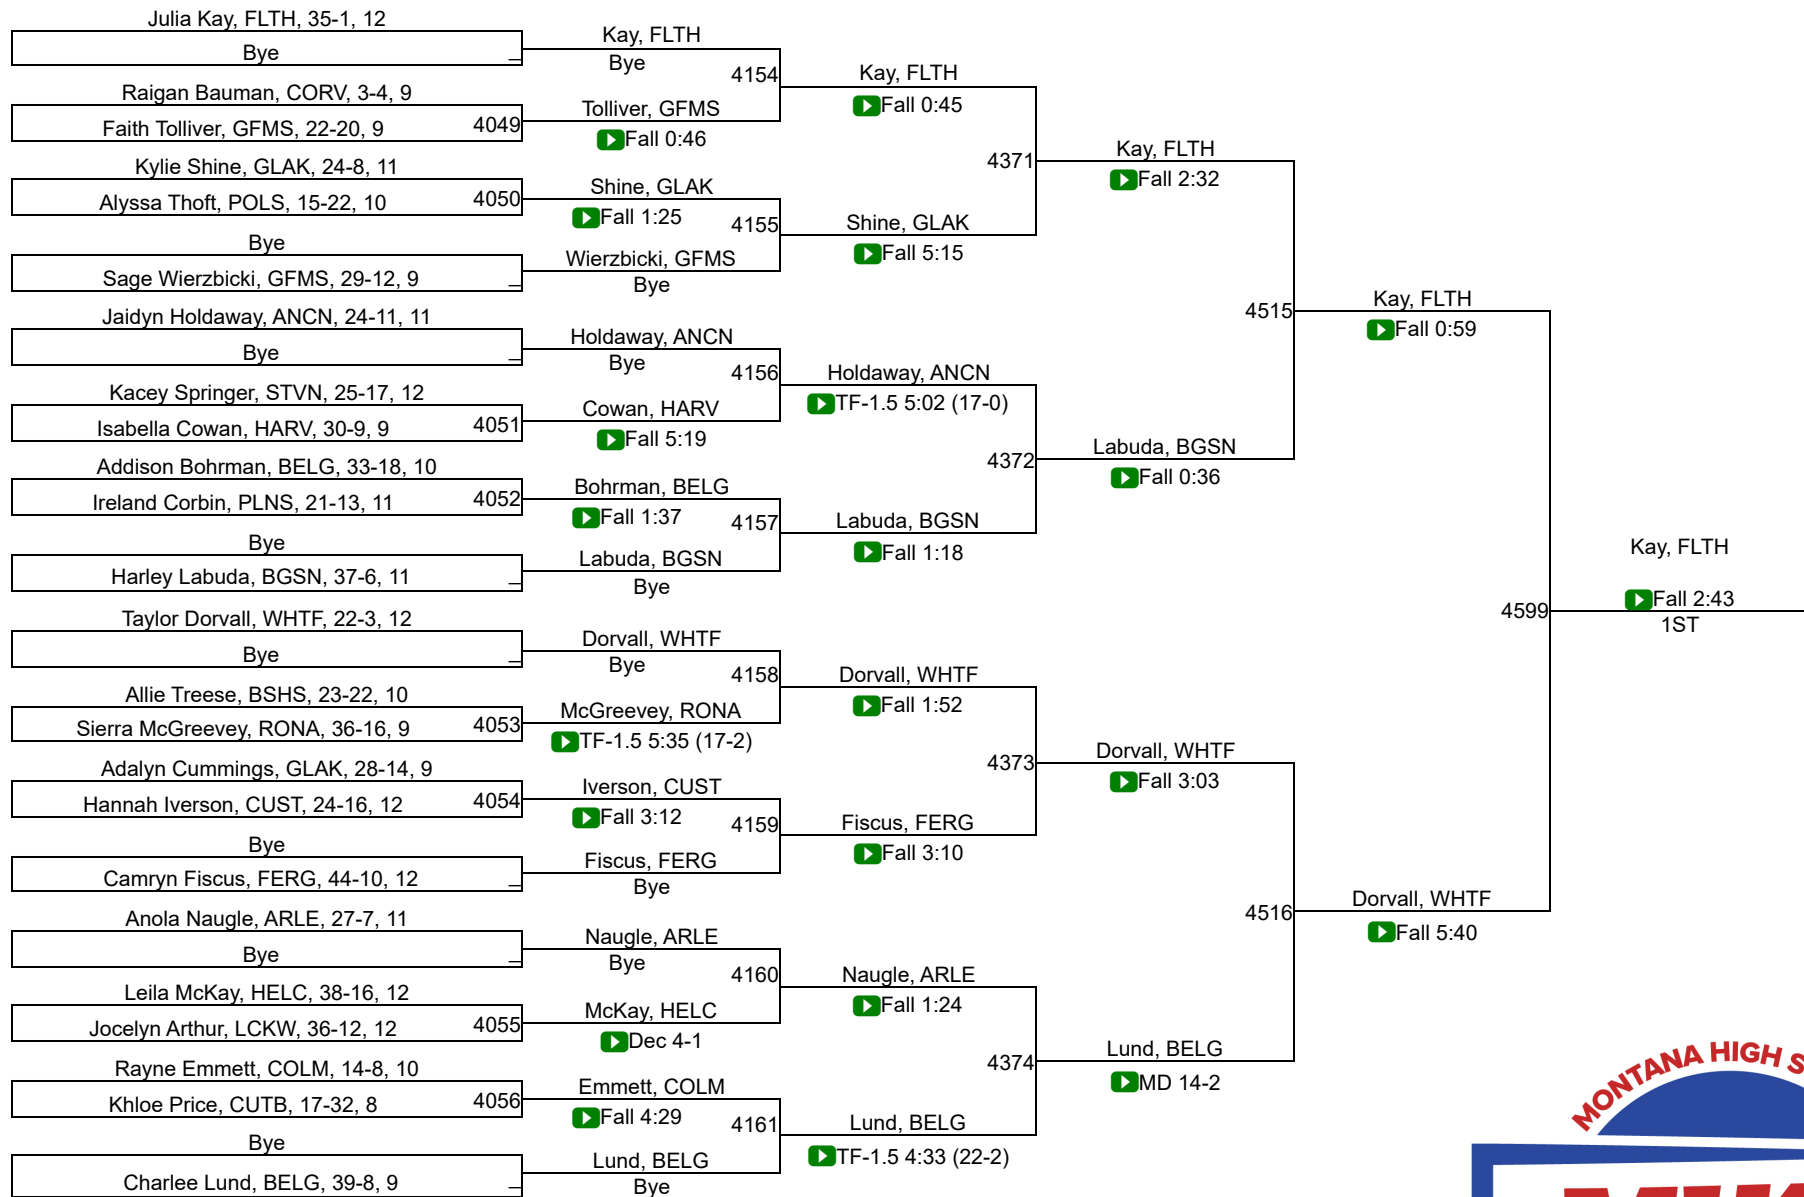 Julia Kay, FLTH, 35-1, 12
Bye
Raigan Bauman, CORV, 3-4, 9
Faith Tolliver, GFMS, 22-20, 9
4049
Kylie Shine, GLAK, 24-8, 11
Alyssa Thoft, POLS, 15-22, 10
4050
Bye
Sage Wierzbicki, GFMS, 29-12, 9
Jaidyn Holdaway, ANCN, 24-11, 11
Bye
Kacey Springer, STVN, 25-17, 12
Isabella Cowan, HARV, 30-9, 9
4051
Addison Bohrman, BELG, 33-18, 10
Ireland Corbin, PLNS, 21-13, 11
4052
Bye
Harley Labuda, BGSN, 37-6, 11
Taylor Dorvall, WHTF, 22-3, 12
Bye
Allie Treese, BSHS, 23-22, 10
Sierra McGreevey, RONA, 36-16, 9
4053
Adalyn Cummings, GLAK, 28-14, 9
Hannah Iverson, CUST, 24-16, 12
4054
Bye
Camryn Fiscus, FERG, 44-10, 12
Anola Naugle, ARLE, 27-7, 11
Bye
Leila McKay, HELC, 38-16, 12
Jocelyn Arthur, LCKW, 36-12, 12
4055
Rayne Emmett, COLM, 14-8, 10
Khloe Price, CUTB, 17-32, 8
4056
Bye
Charlee Lund, BELG, 39-8, 9
Kay, FLTH
Bye
4154
Tolliver, GFMS
Fall 0:46
Shine, GLAK
Fall 1:25
4155
Wierzbicki, GFMS
Bye
Holdaway, ANCN
Bye
4156
Cowan, HARV
Fall 5:19
Bohrman, BELG
Fall 1:37
4157
Labuda, BGSN
Bye
Dorvall, WHTF
Bye
4158
McGreevey, RONA
TF-1.5 5:35 (17-2)
Iverson, CUST
Fall 3:12
4159
Fiscus, FERG
Bye
Naugle, ARLE
Bye
4160
McKay, HELC
Dec 4-1
Emmett, COLM
Fall 4:29
4161
Lund, BELG
Bye
Kay, FLTH
Fall 0:45
4371
Shine, GLAK
Fall 5:15
Holdaway, ANCN
TF-1.5 5:02 (17-0)
4372
Labuda, BGSN
Fall 1:18
Dorvall, WHTF
Fall 1:52
4373
Fiscus, FERG
Fall 3:10
Naugle, ARLE
Fall 1:24
4374
Lund, BELG
TF-1.5 4:33 (22-2)
Kay, FLTH
Fall 2:32
4515
Labuda, BGSN
Fall 0:36
Dorvall, WHTF
Fall 3:03
4516
Lund, BELG
MD 14-2
Kay, FLTH
Fall 0:59
4599
Dorvall, WHTF
Fall 5:40
Kay, FLTH
Fall 2:43
1ST
MONTANA HIGH S